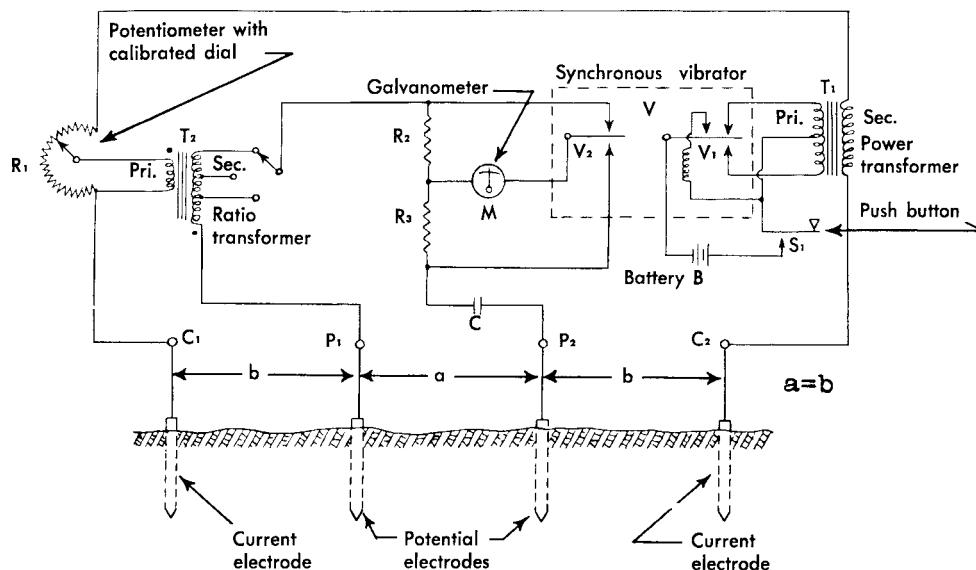 Potentiometer with
calibrated dial
Galvanometer
Synchronous vibrator
T1
T2
V
Pri.
Sec.
Power
transformer
R1
Pri.
Sec.
R2
V2
V1
M
Ratio
transformer
R3
Push button
S1
Battery B
C
C1
P1
P2
C2
b
a
b
a=b
Current
electrode
Potential
electrodes
Current
electrode